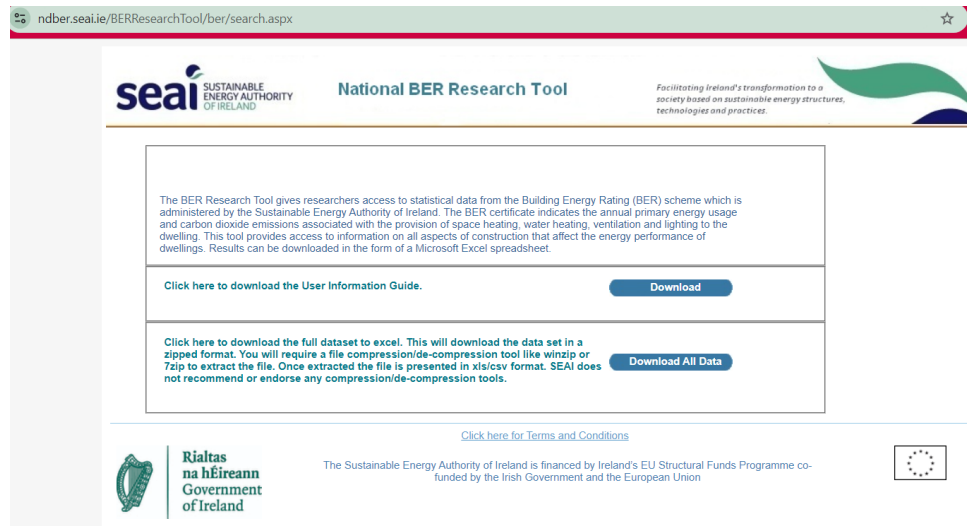 ndber.seai.ie/BERResearchTool/ber/search.aspx
seai SUSTAINABLE
ENERGY AUTHORITY
OF IRELAND
National BER Research Tool
Facilitating Ireland's transformation to a
society based on sustainable energy structures,
technologies and practices.
The BER Research Tool gives researchers access to statistical data from the Building Energy Rating (BER) scheme which is
administered by the Sustainable Energy Authority of Ireland. The BER certificate indicates the annual primary energy usage
and carbon dioxide emissions associated with the provision of space heating, water heating, ventilation and lighting to the
dwelling. This tool provides access to information on all aspects of construction that affect the energy performance of
dwellings. Results can be downloaded in the form of a Microsoft Excel spreadsheet.
Click here to download the User Information Guide.
Download
Click here to download the full dataset to excel. This will download the data set in a
zipped format. You will require a file compression/de-compression tool like winzip or
7zip to extract the file. Once extracted the file is presented in xls/csv format. SEAI does
not recommend or endorse any compression/de-compression tools.
Download All Data
Click here for Terms and Conditions
Rialtas
na hÉireann
Government
of Ireland
The Sustainable Energy Authority of Ireland is financed by Ireland's EU Structural Funds Programme co-
funded by the Irish Government and the European Union